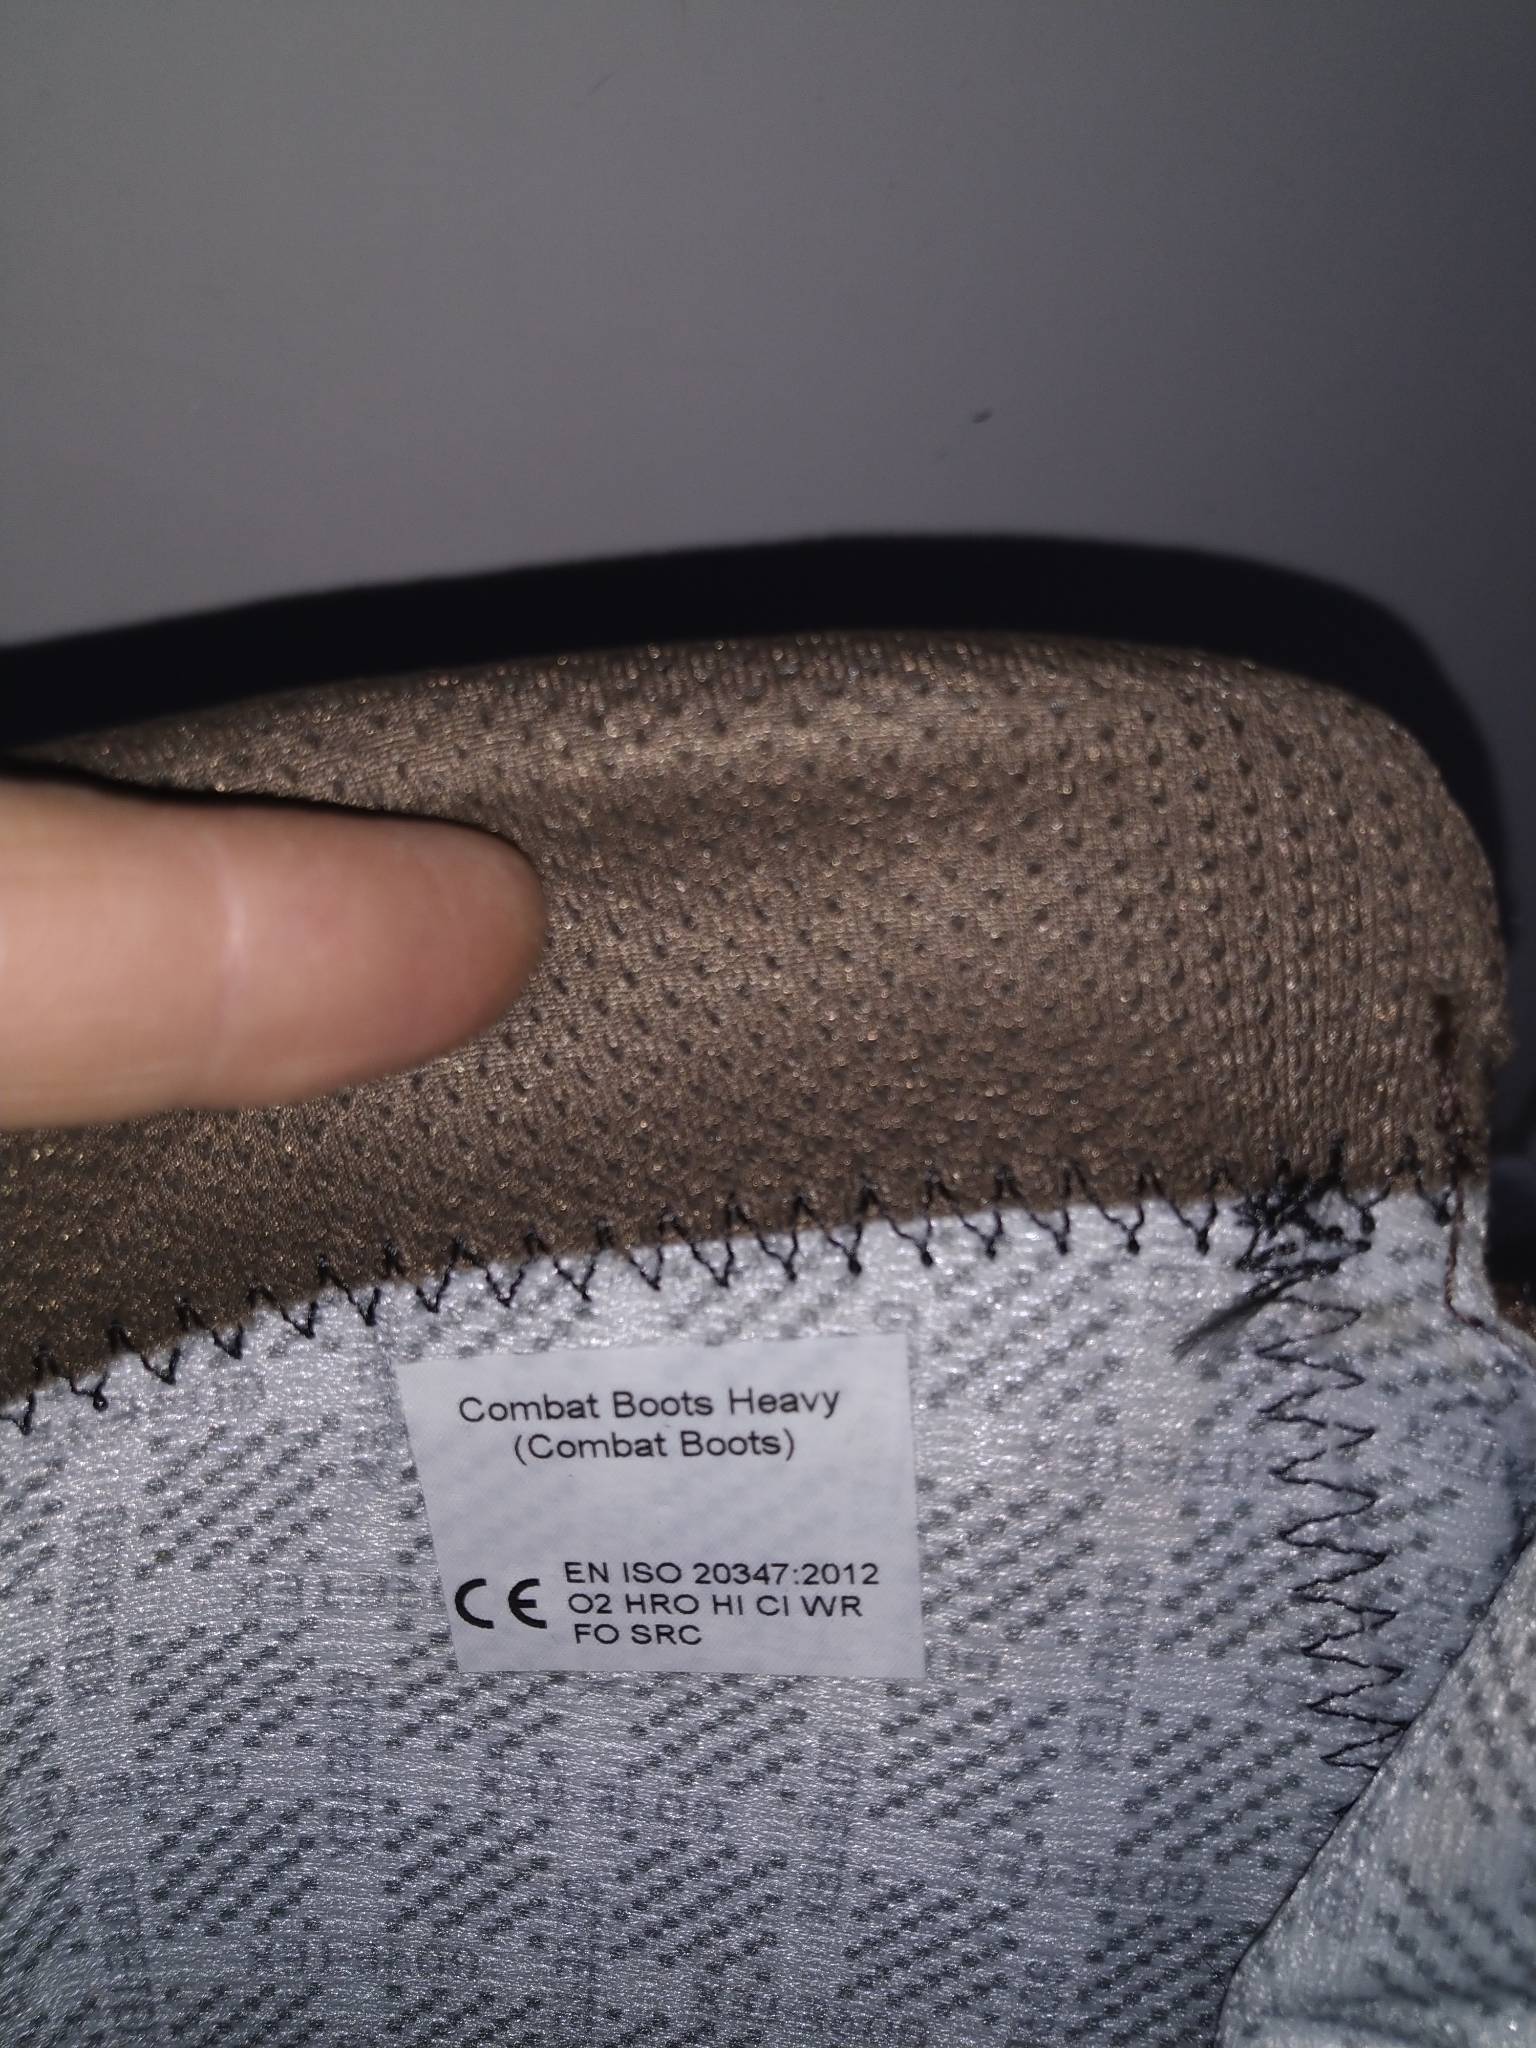 Combat Boots Heavy
(Combat Boots)
CE EN ISO 20347:2012
O2 HRO HI CI WR
FO SRC